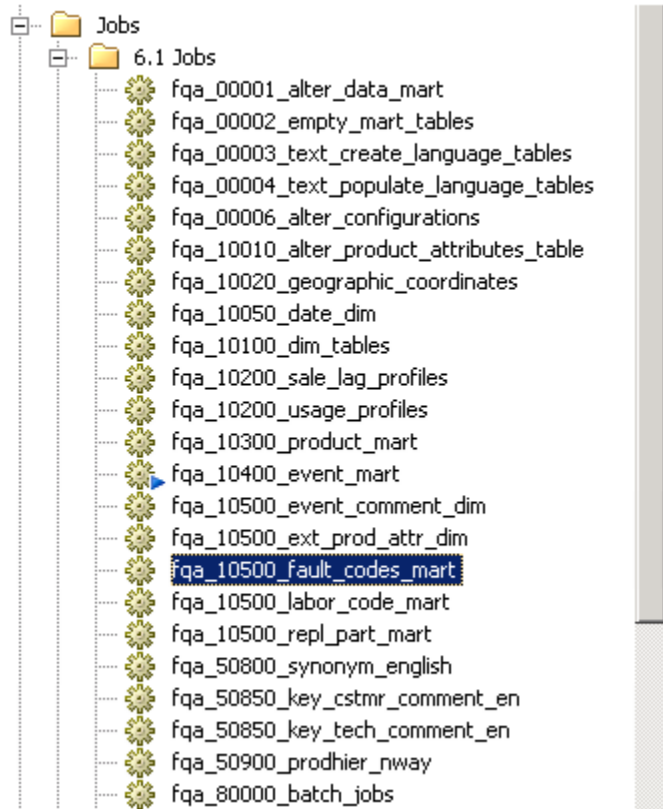 Jobs
6.1 Jobs
fqa_00001_alter_data_mart
fqa_00002_empty_mart_tables
fqa_00003_text_create_language_tables
fqa_00004_text_populate_language_tables
fqa_00006_alter_configurations
fqa_10010_alter_product_attributes_table
fqa_10020_geographic_coordinates
fqa_10050_date_dim
fqa_10100_dim_tables
fqa_10200_sale_lag_profiles
fqa_10200_usage_profiles
fqa_10300_product_mart
fqa_10400_event_mart
fqa_10500_event_comment_dim
fqa_10500_ext_prod_attr_dim
fqa_10500_fault_codes_mart
fqa_10500_labor_code_mart
fqa_10500_repl_part_mart
fqa_50800_synonym_english
fqa_50850_key_cstmr_comment_en
fqa_50850_key_tech_comment_en
fqa_50900_prodhier_nway
fqa_80000_batch_jobs